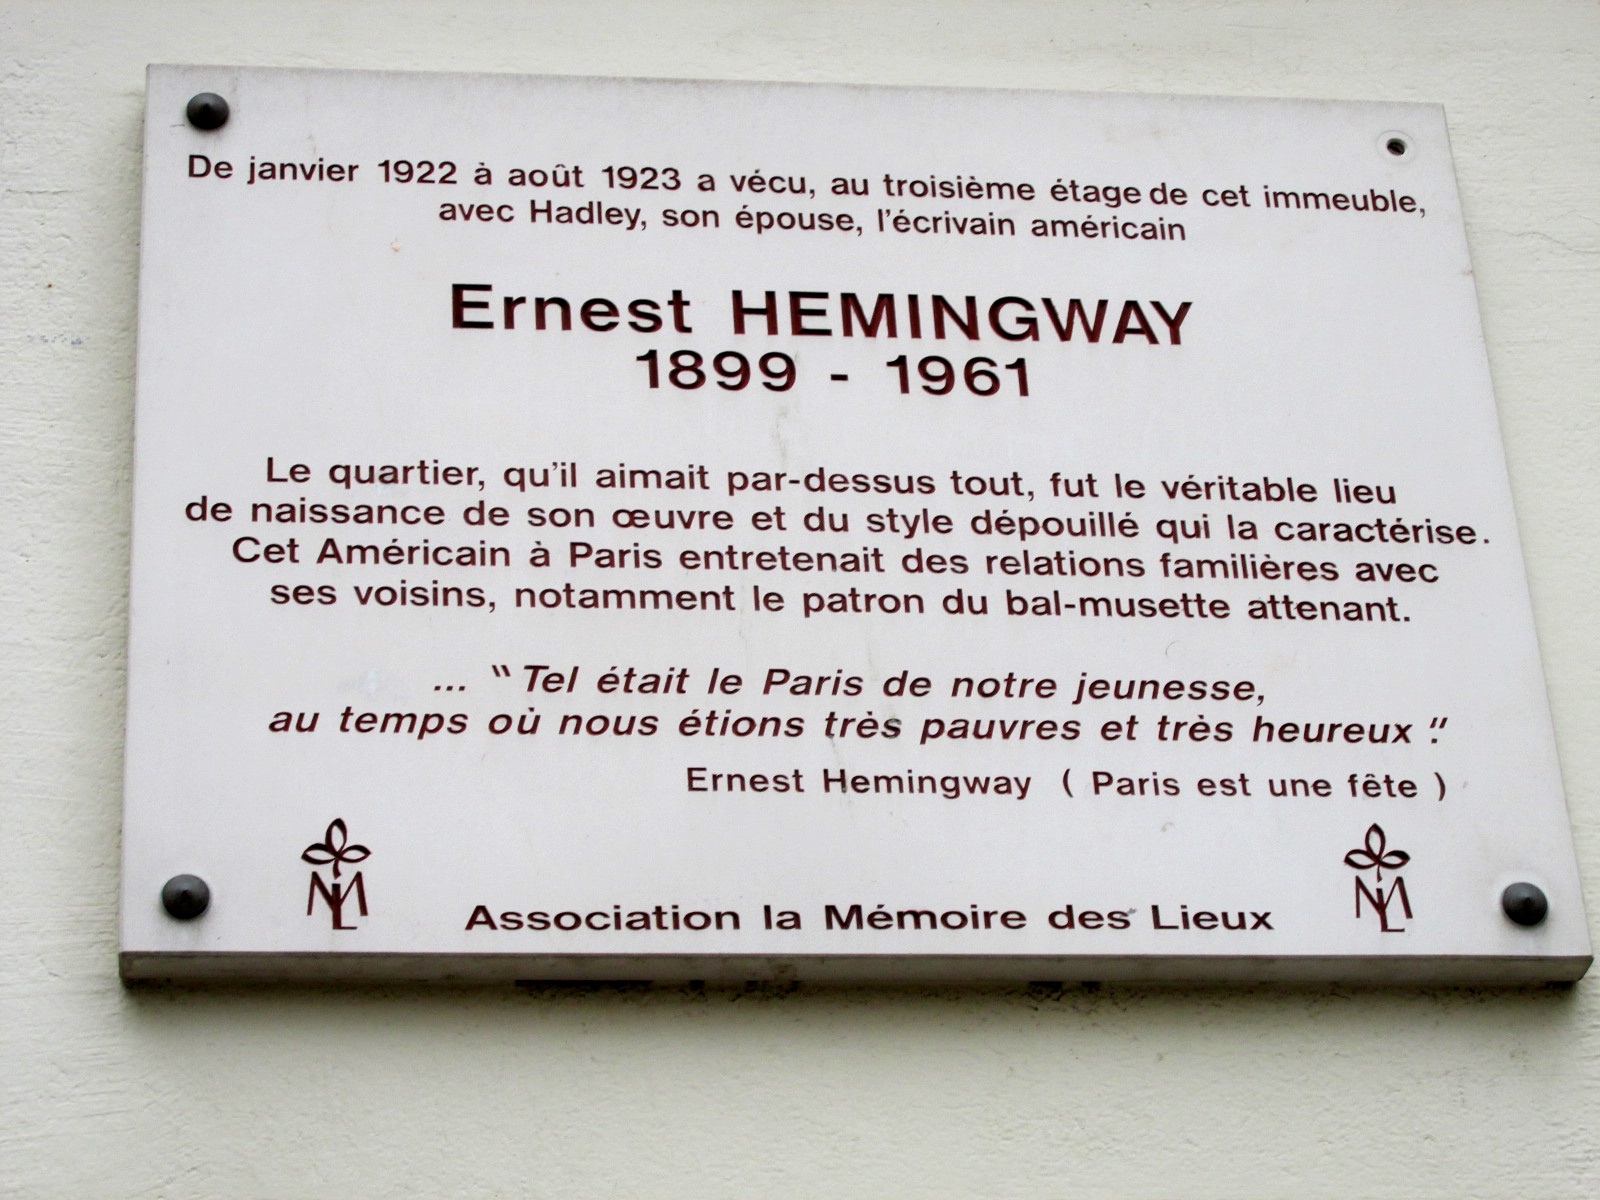 De janvier 1922 à août 1923 a vécu, au troisième étage de cet immeuble,
avec Hadley, son épouse, l'écrivain américain
Ernest HEMINGWAY
1899 - 1961
Le quartier, qu'il aimait par-dessus tout, fut le véritable lieu
de naissance de son œuvre et du style dépouillé qui la caractérise.
Cet Américain à Paris entretenait des relations familières avec
ses voisins, notamment le patron du bal-musette attenant.
... "Tel était le Paris de notre jeunesse,
au temps où nous étions très pauvres et très heureux."
Ernest Hemingway ( Paris est une fête )
Association la Mémoire des Lieux